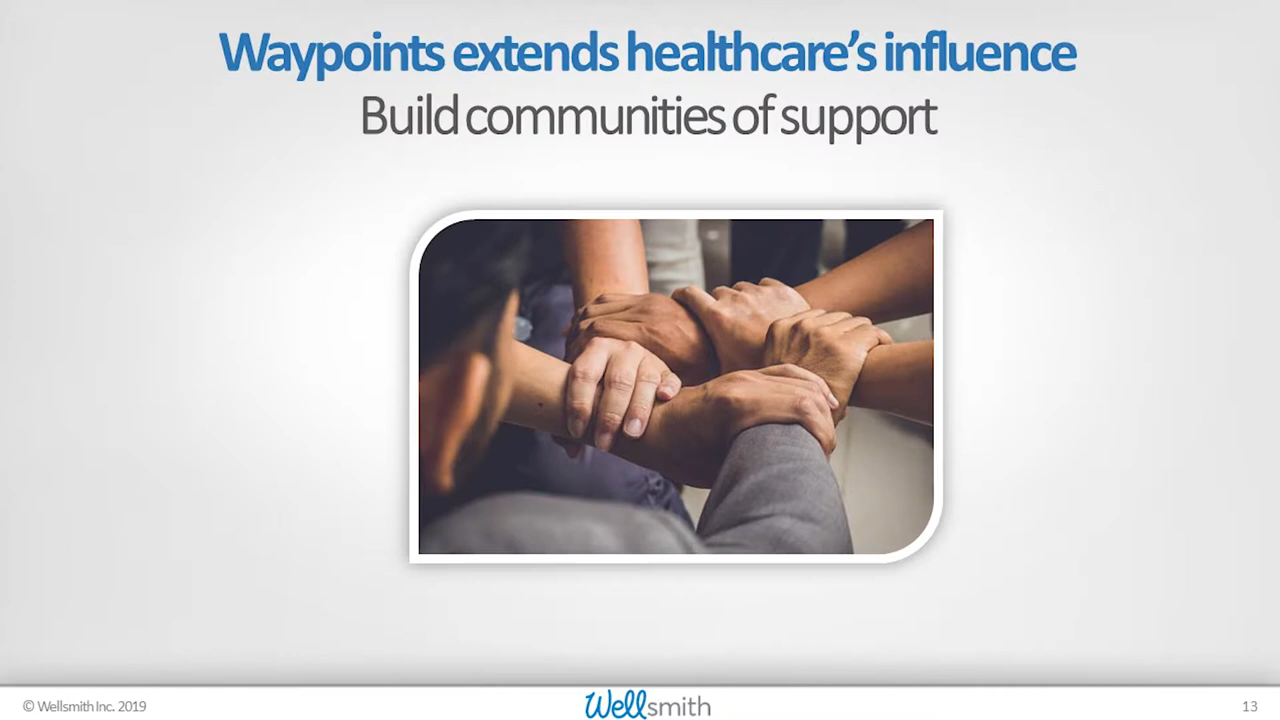 Waypoints extends healthcare’s influence
Build communities of support
© Wellsmith Inc. 2019
Wellsmith
13